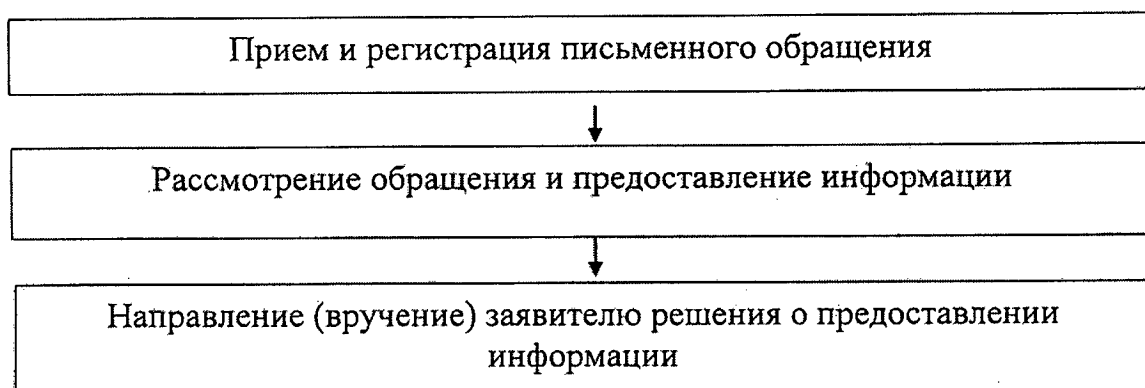 Прием и регистрация письменного обращения
Рассмотрение обращения и предоставление информации
Направление (вручение) заявителю решения о предоставлении
информации